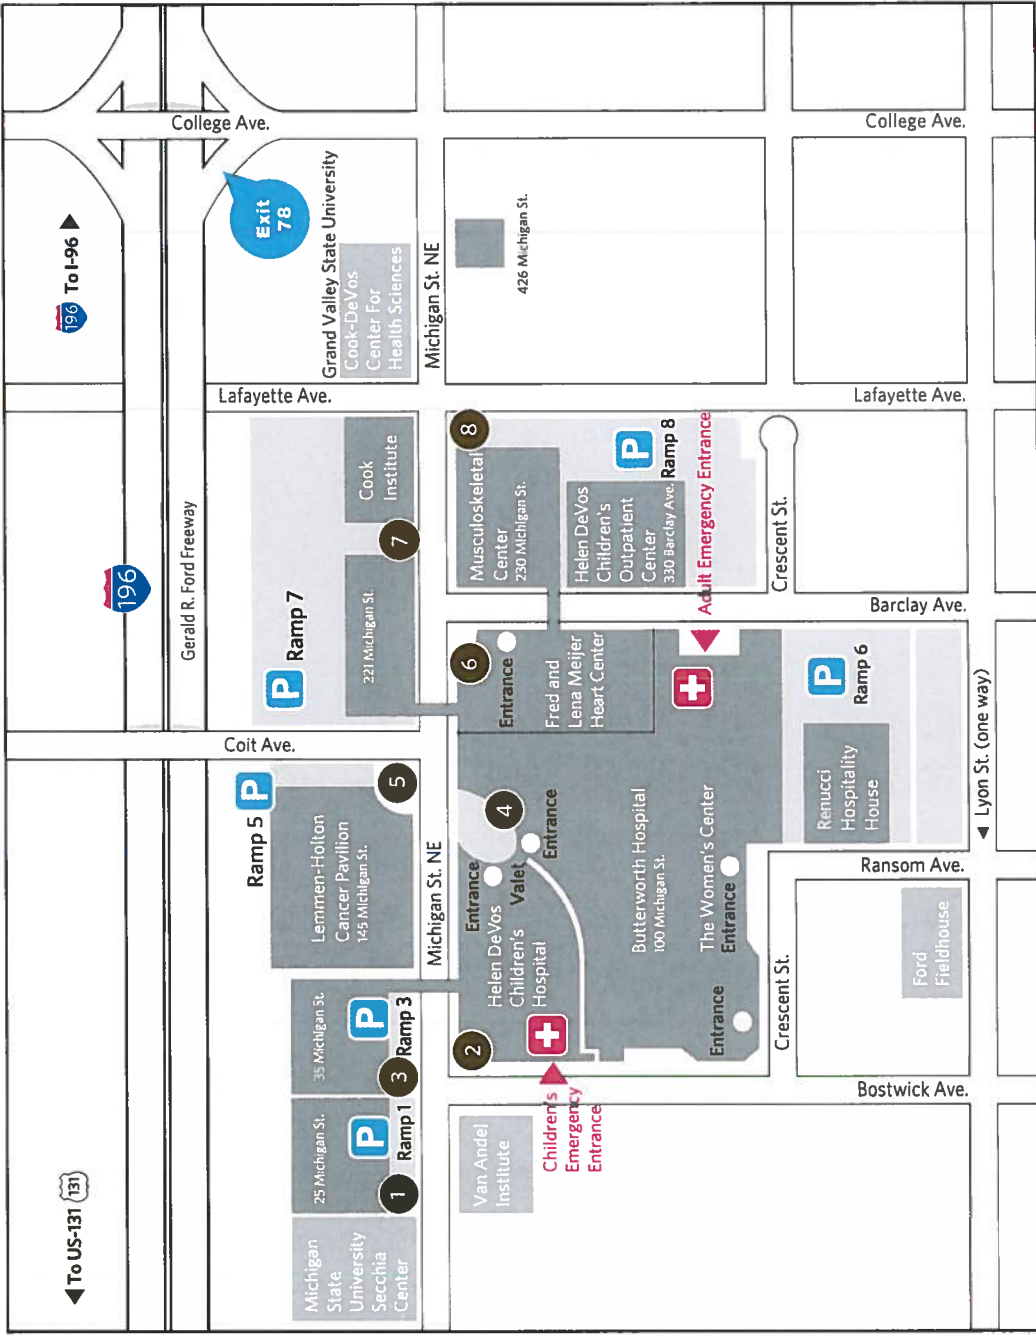 ◀ To US-131 131
196 To I-96 ▶
196
Gerald R. Ford Freeway
College Ave.
Exit
78
Grand Valley State University
Cook-DeVos
Center For
Health Sciences
Lafayette Ave.
Cook
Institute
7
221 Michigan St.
P
Ramp 7
Coit Ave.
P
Ramp 5
5
Lemmen-Holton
Cancer Pavilion
145 Michigan St.
35 Michigan St.
P
Ramp 3
3
25 Michigan St.
P
Ramp 1
1
Michigan
State
University
Secchia
Center
Michigan St. NE
Michigan St. NE
426 Michigan St.
8
Musculoskeletal
Center
230 Michigan St.
Helen DeVos
Children's
Outpatient
Center
330 Barclay Ave.
P
Ramp 8
Adult Emergency Entrance
6
Entrance
Fred and
Lena Meijer
Heart Center
4
Entrance
Entrance
Valet
Helen DeVos
Children's
Hospital
2
Children's
Emergency
Entrance
Van Andel
Institute
Butterworth Hospital
100 Michigan St.
The Women's Center
Entrance
Entrance
Crescent St.
Crescent St.
P
Ramp 6
Renucci
Hospitality
House
Ford
Fieldhouse
College Ave.
Lafayette Ave.
Barclay Ave.
Ransom Ave.
Bostwick Ave.
◀ Lyon St. (one way)